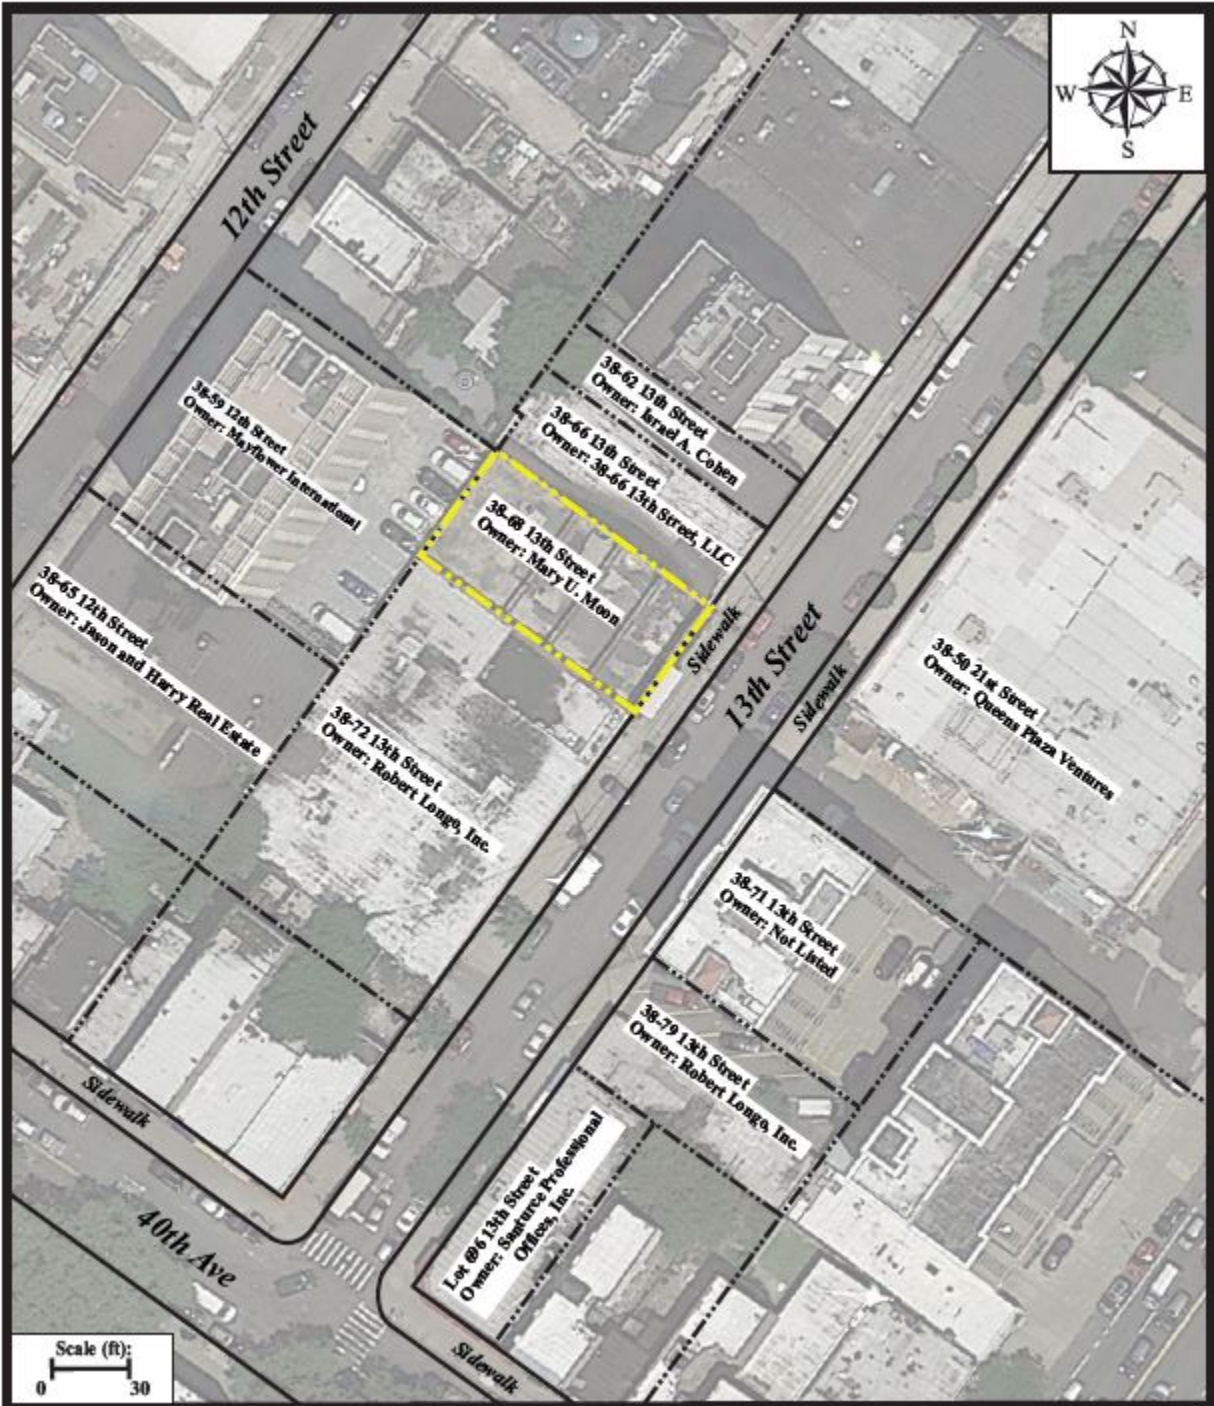 N
W E
S
12th Street
38-62 13th Street
Owner: Israel A. Cohen
38-66 13th Street
Owner: 38-66 13th Street, LLC
38-59 12th Street
Owner: Mayflower International
38-68 13th Street
Owner: Mary U. Moon
38-65 12th Street
Owner: Jason and Harry Real Estate
Sidewalk
13th Street
Sidewalk
38-50 21st Street
Owner: Queens Plaza Ventures
38-72 13th Street
Owner: Robert Longo, Inc.
38-71 13th Street
Owner: Not Listed
38-79 13th Street
Owner: Robert Longo, Inc.
Sidewalk
Lot @6 13th Street
Owner: Santurce Professional
Offices, Inc.
40th Ave
Sidewalk
Scale (ft):
0 30